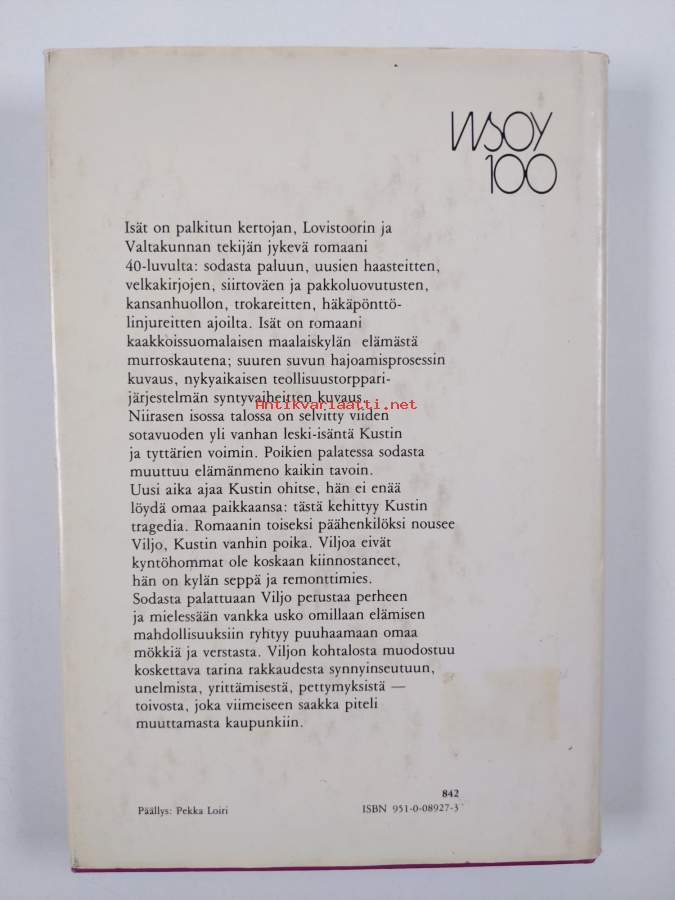 WSOY
100
Isät on palkitun kertojan, Lovistoorin ja
Valtakunnan tekijän jykevä romaani
40-luvulta: sodasta paluun, uusien haasteitten,
velkakirjojen, siirtoväen ja pakkoluovutusten,
kansanhuollon, trokareitten, häkäpönttö-
linjureitten ajoilta. Isät on romaani
kaakkoissuomalaisen maalaiskylän elämästä
murroskautena; suuren suvun hajoamisprosessin
kuvaus, nykyaikaisen teollisuustorppari-
järjestelmän syntyvaiheitten kuvaus.
Antikvariaatti.net
Niirasen isossa talossa on selvitty viiden
sotavuoden yli vanhan leski-isäntä Kustin
ja tyttärien voimin. Poikien palatessa sodasta
muuttuu elämänmeno kaikin tavoin.
Uusi aika ajaa Kustin ohitse, hän ei enää
löydä omaa paikkaansa: tästä kehittyy Kustin
tragedia. Romaanin toiseksi päähenkilöksi nousee
Viljo, Kustin vanhin poika. Viljoa eivät
kyntöhommat ole koskaan kiinnostaneet,
hän on kylän seppä ja remonttimies.
Sodasta palattuaan Viljo perustaa perheen
ja mielessään vankka usko omillaan elämisen
mahdollisuuksiin ryhtyy puuhaamaan omaa
mökkiä ja verstasta. Viljon kohtalosta muodostuu
koskettava tarina rakkaudesta synnyinseutuun,
unelmista, yrittämisestä, pettymyksistä —
toivosta, joka viimeiseen saakka piteli
muuttamasta kaupunkiin.
842
Päällys: Pekka Loiri ISBN 951-0-08927-3